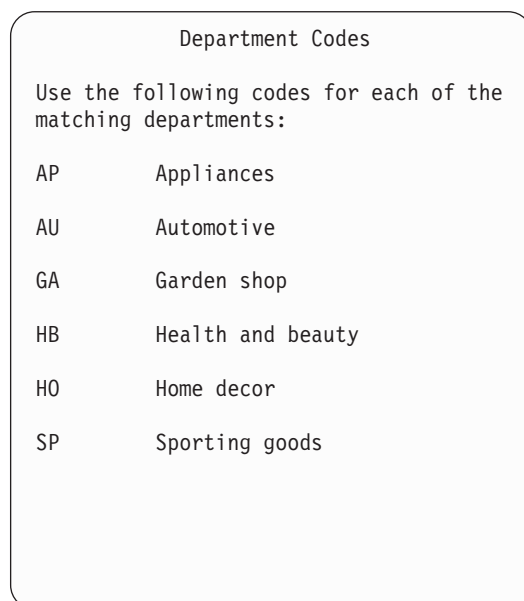 Department Codes
Use the following codes for each of the
matching departments:
AP Appliances
AU Automotive
GA Garden shop
HB Health and beauty
HO Home decor
SP Sporting goods